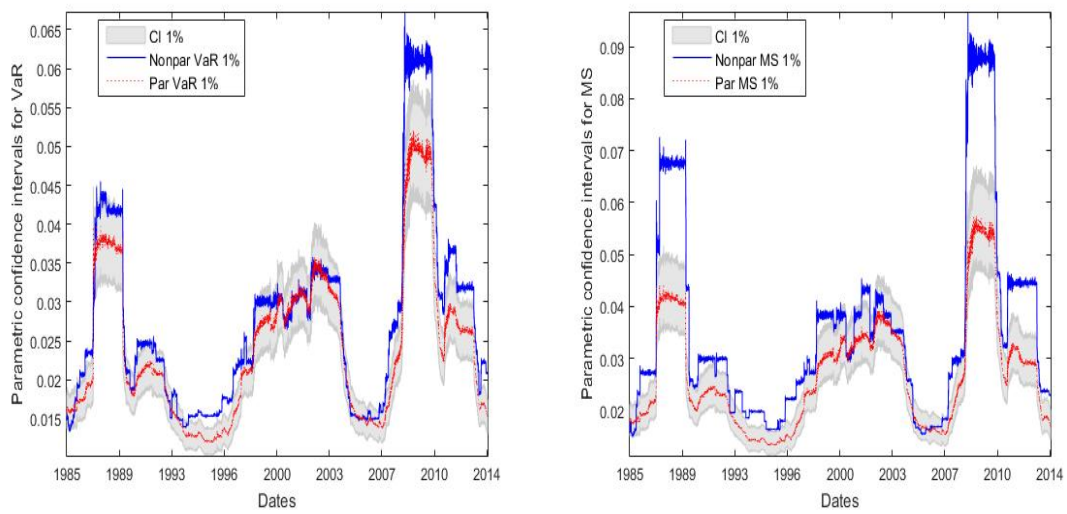 Parametric confidence intervals for VaR
0.065
0.06
0.055
0.05
0.045
0.04
0.035
0.03
0.025
0.02
0.015
CI 1%
Nonpar VaR 1%
Par VaR 1%
1985 1989 1993 1996 2000 2003 2007 2010 2014
Dates
Parametric confidence intervals for MS
0.09
0.08
0.07
0.06
0.05
0.04
0.03
0.02
CI 1%
Nonpar MS 1%
Par MS 1%
1985 1989 1993 1996 2000 2003 2007 2010 2014
Dates